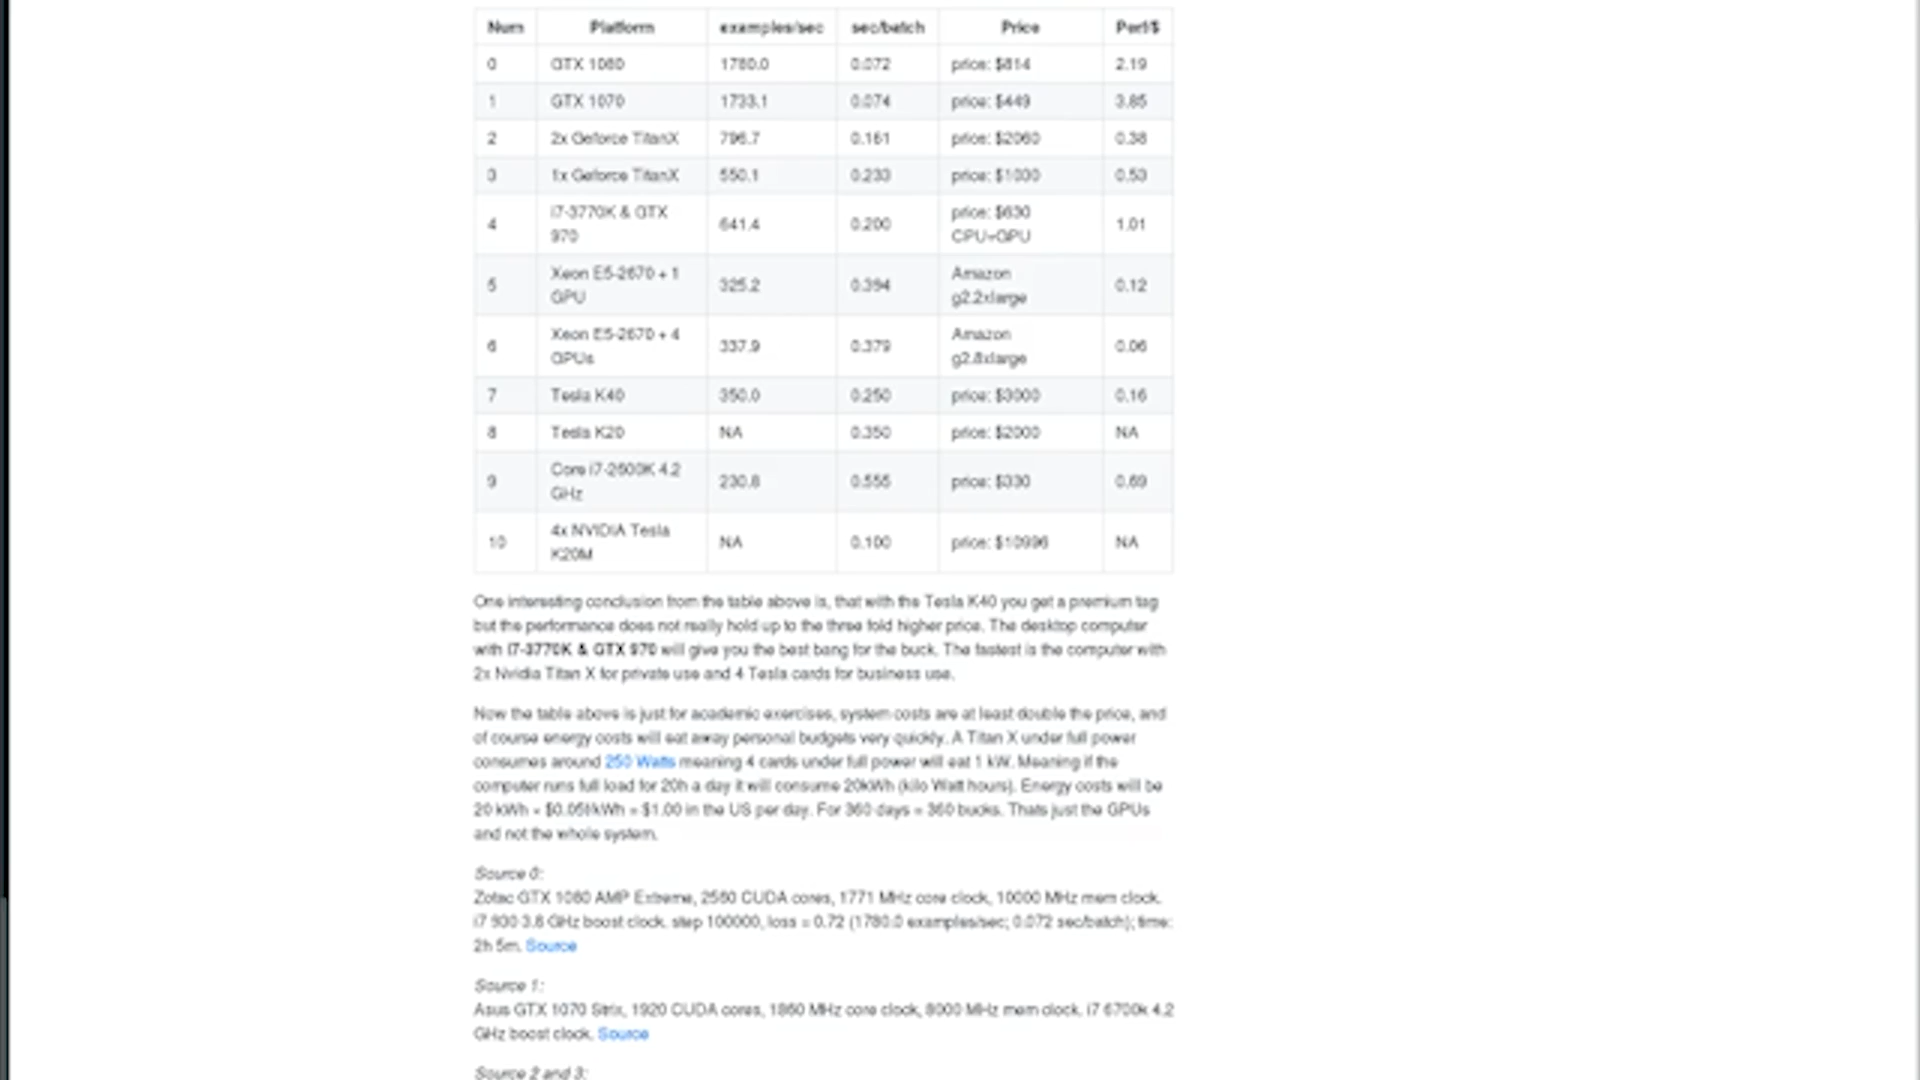 Num Platform examples/sec sec/batch Price Perf/$
0 GTX 1080 1780.0 0.072 price: $814 2.19
1 GTX 1070 1733.1 0.074 price: $449 3.85
2 2x Geforce TitanX 796.7 0.161 price: $2060 0.38
3 1x Geforce TitanX 550.1 0.233 price: $1030 0.53
4 i7-3770K & GTX 970 641.4 0.200 price: $630 CPU+GPU 1.01
5 Xeon E5-2670 + 1 GPU 325.2 0.394 Amazon g2.2xlarge 0.12
6 Xeon E5-2670 + 4 GPUs 337.9 0.379 Amazon g2.8xlarge 0.06
7 Tesla K40 350.0 0.250 price: $3000 0.16
8 Tesla K20 NA 0.350 price: $2000 NA
9 Core i7-2600K 4.2 GHz 230.8 0.555 price: $330 0.69
10 4x NVIDIA Tesla K20M NA 0.100 price: $10996 NA
One interesting conclusion from the table above is, that with the Tesla K40 you get a premium tag
but the performance does not really hold up to the three fold higher price. The desktop computer
with i7-3770K & GTX 970 will give you the best bang for the buck. The fastest is the computer with
2x Nvidia Titan X for private use and 4 Tesla cards for business use.
Now the table above is just for academic exercises, system costs are at least double the price, and
of course energy costs will eat away personal budgets very quickly. A Titan X under full power
consumes around 250 Watts meaning 4 cards under full power will eat 1 kW. Meaning if the
computer runs full load for 20h a day it will consume 20kWh (kilo Watt hours). Energy costs will be
20 kWh * $0.05/kWh = $1.00 in the US per day. For 360 days = 360 bucks. Thats just the GPUs
and not the whole system.
Source 0:
Zotac GTX 1080 AMP Extreme, 2560 CUDA cores, 1771 MHz core clock, 10000 MHz mem clock.
i7 930 3.8 GHz boost clock. step 100000, loss = 0.72 (1780.0 examples/sec; 0.072 sec/batch); time:
2h 5m. Source
Source 1:
Asus GTX 1070 Strix, 1920 CUDA cores, 1860 MHz core clock, 8000 MHz mem clock. i7 6700k 4.2
GHz boost clock. Source
Source 2 and 3: